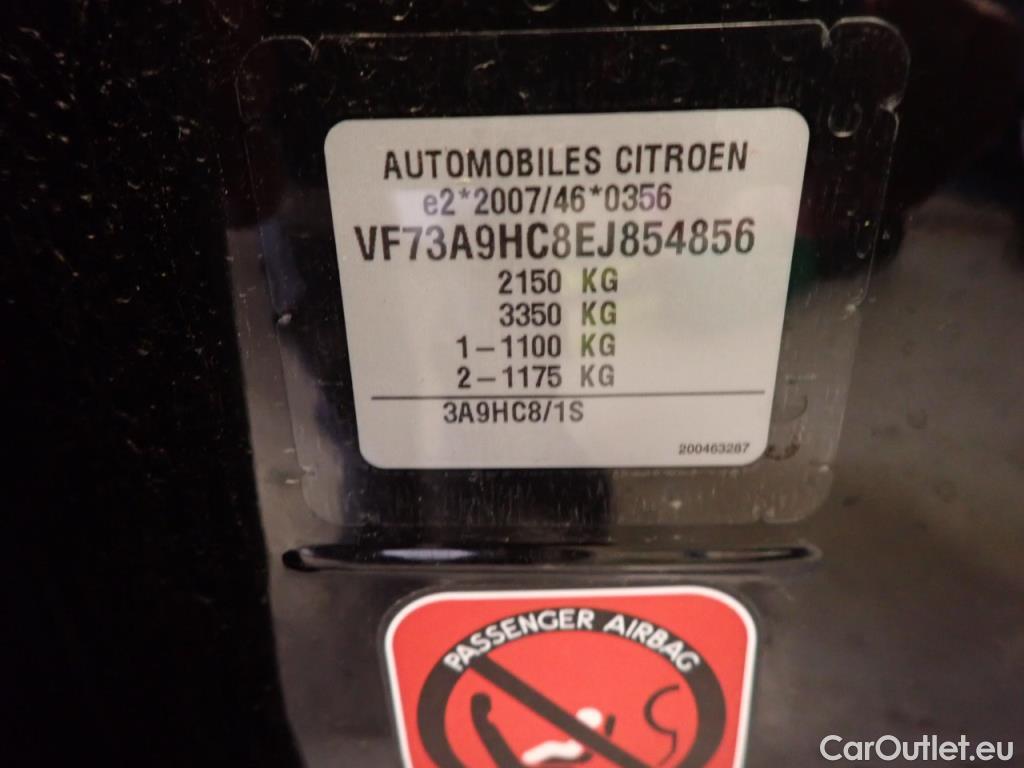 AUTOMOBILES CITROEN
e2*2007/46*0356
VF73A9HC8EJ854856
2150 KG
3350 KG
1-1100 KG
2-1175 KG
3A9HC8/1S
200463287
PASSENGER AIRBAG
CarOutlet.eu